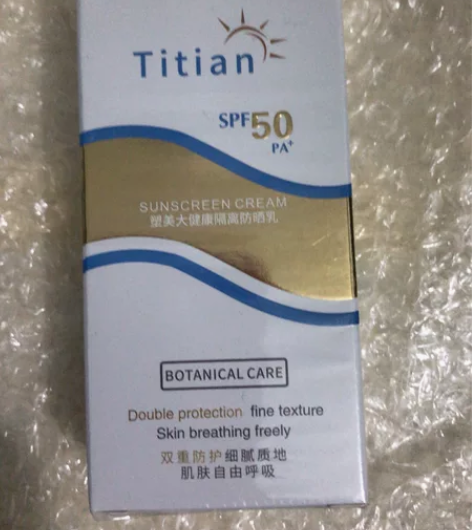 Titian
SPF50
PA+
SUNSCREEN CREAM
塑美大健康隔离防晒乳
BOTANICAL CARE
Double protection fine texture
Skin breathing freely
双重防护细腻质地
肌肤自由呼吸